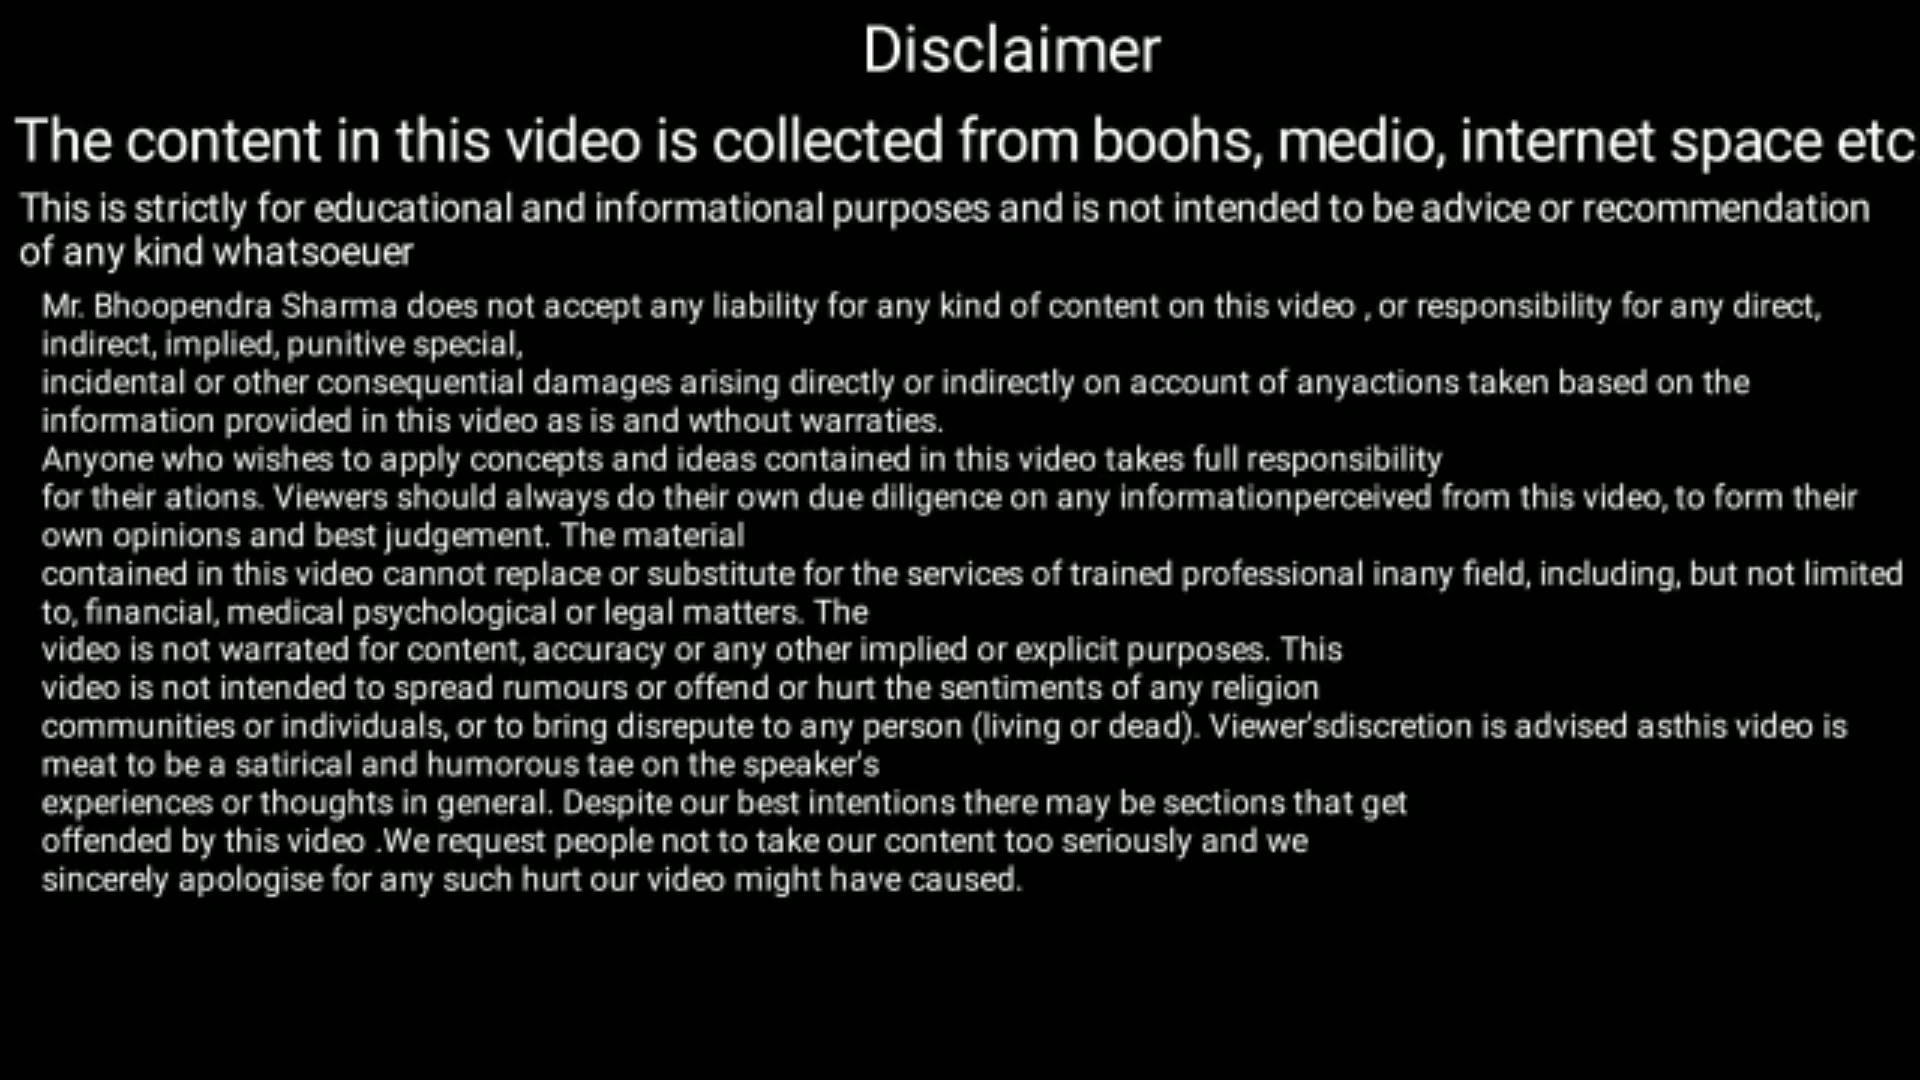 Disclaimer
The content in this video is collected from boohs, medio, internet space etc
This is strictly for educational and informational purposes and is not intended to be advice or recommendation
of any kind whatsoeuer
Mr. Bhoopendra Sharma does not accept any liability for any kind of content on this video , or responsibility for any direct,
indirect, implied, punitive special,
incidental or other consequential damages arising directly or indirectly on account of anyactions taken based on the
information provided in this video as is and wthout warraties.
Anyone who wishes to apply concepts and ideas contained in this video takes full responsibility
for their ations. Viewers should always do their own due diligence on any informationperceived from this video, to form their
own opinions and best judgement. The material
contained in this video cannot replace or substitute for the services of trained professional inany field, including, but not limited
to, financial, medical psychological or legal matters. The
video is not warrated for content, accuracy or any other implied or explicit purposes. This
video is not intended to spread rumours or offend or hurt the sentiments of any religion
communities or individuals, or to bring disrepute to any person (living or dead). Viewer'sdiscretion is advised asthis video is
meat to be a satirical and humorous tae on the speaker's
experiences or thoughts in general. Despite our best intentions there may be sections that get
offended by this video .We request people not to take our content too seriously and we
sincerely apologise for any such hurt our video might have caused.